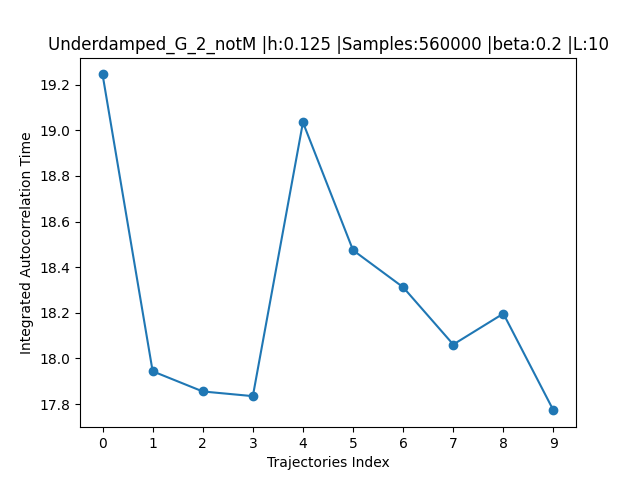 Underdamped_G_2_notM |h:0.125 |Samples:560000 |beta:0.2 |L:10
Integrated Autocorrelation Time
19.2
19.0
18.8
18.6
18.4
18.2
18.0
17.8
0 1 2 3 4 5 6 7 8 9
Trajectories Index